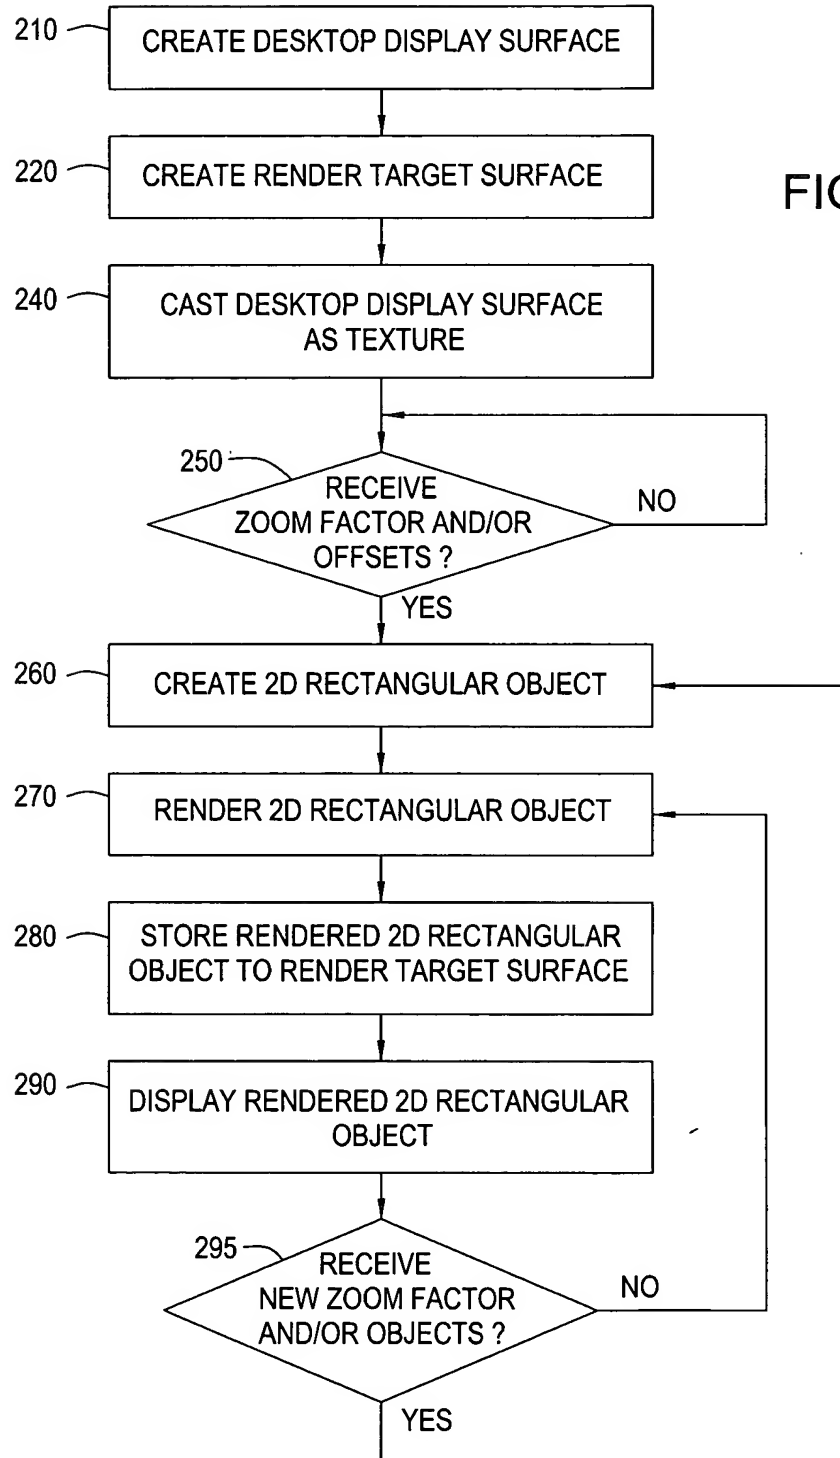 210
CREATE DESKTOP DISPLAY SURFACE
220
CREATE RENDER TARGET SURFACE
FIG
240
CAST DESKTOP DISPLAY SURFACE
AS TEXTURE
250
RECEIVE
ZOOM FACTOR AND/OR
OFFSETS ?
NO
YES
260
CREATE 2D RECTANGULAR OBJECT
270
RENDER 2D RECTANGULAR OBJECT
280
STORE RENDERED 2D RECTANGULAR
OBJECT TO RENDER TARGET SURFACE
290
DISPLAY RENDERED 2D RECTANGULAR
OBJECT
295
RECEIVE
NEW ZOOM FACTOR
AND/OR OBJECTS ?
NO
YES